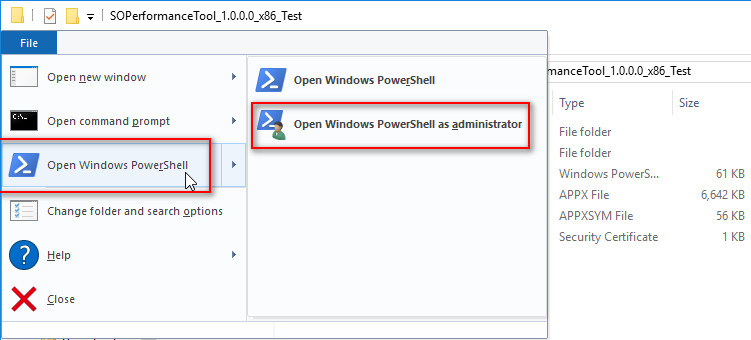 SOPerformanceTool_1.0.0.0_x86_Test
File
Open new window
Open command prompt
Open Windows PowerShell
Change folder and search options
Help
Close
Open Windows PowerShell
Open Windows PowerShell as administrator
manceTool_1.0.0.0_x86_Test
Type Size
File folder
File folder
Windows PowerS... 61 KB
APPX File 6,642 KB
APPXSYM File 56 KB
Security Certificate 1 KB